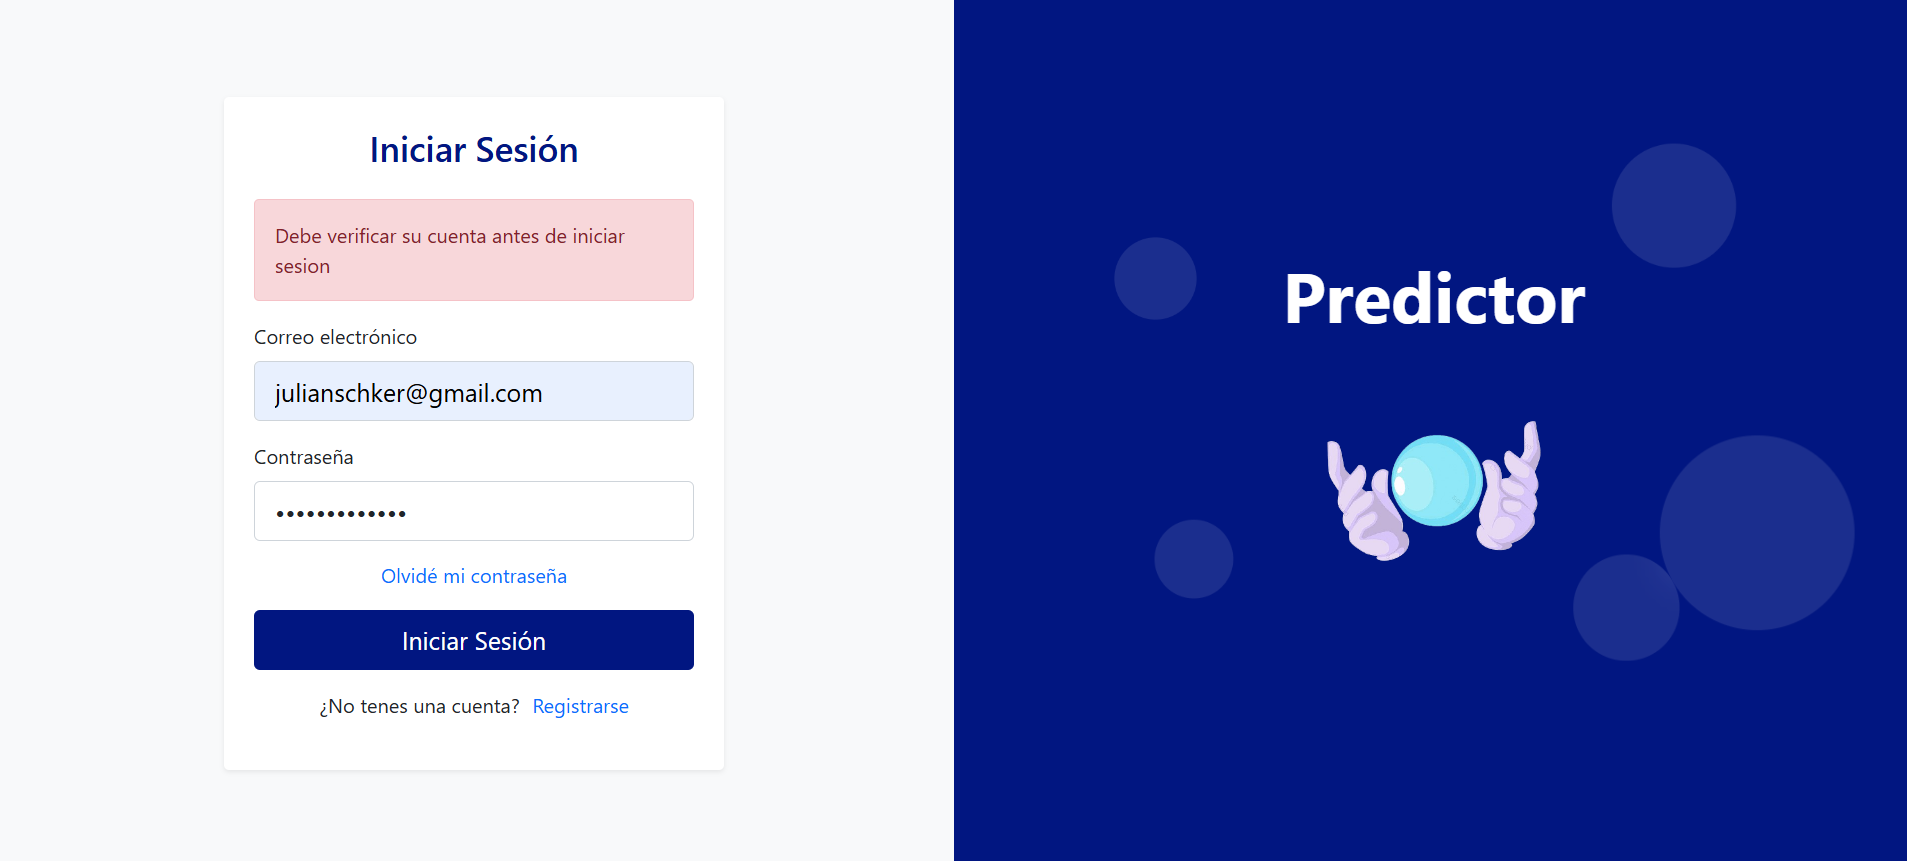 Iniciar Sesión
Debe verificar su cuenta antes de iniciar
sesion
Correo electrónico
julianschker@gmail.com
Contraseña
•••••••••••••
Olvidé mi contraseña
Iniciar Sesión
¿No tenes una cuenta? Registrarse
Predictor